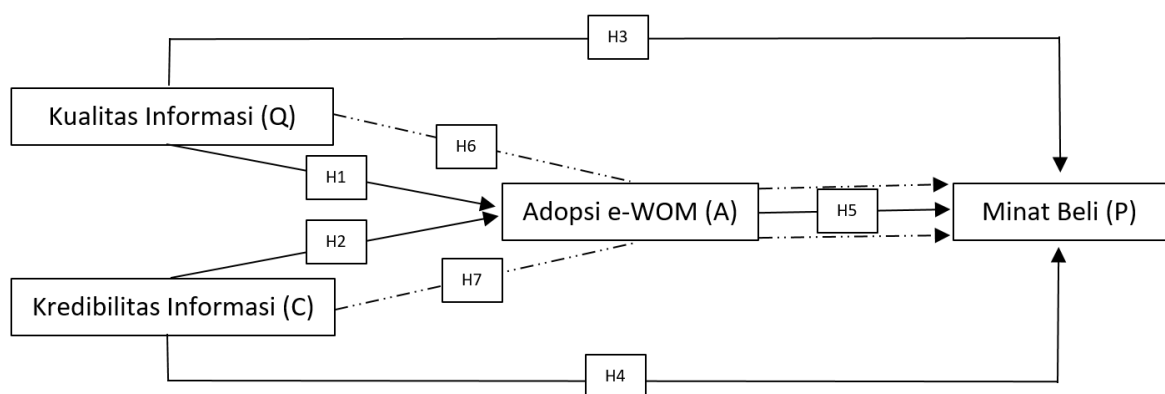 H3
Kualitas Informasi (Q)
H6
H1
Adopsi e-WOM (A)
H5
Minat Beli (P)
H2
H7
Kredibilitas Informasi (C)
H4